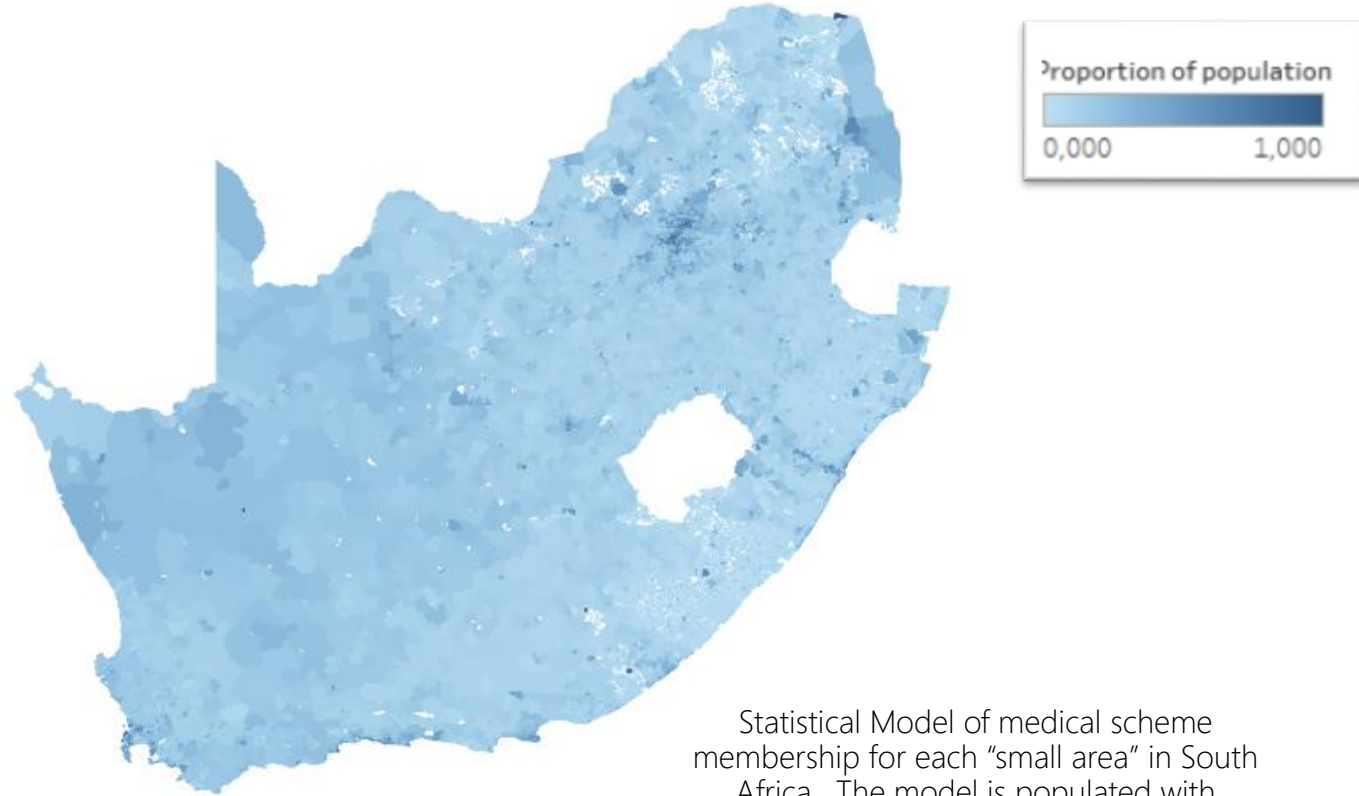 Proportion of population
0,000 1,000
Statistical Model of medical scheme
membership for each “small area” in South
Africa. The model is populated with